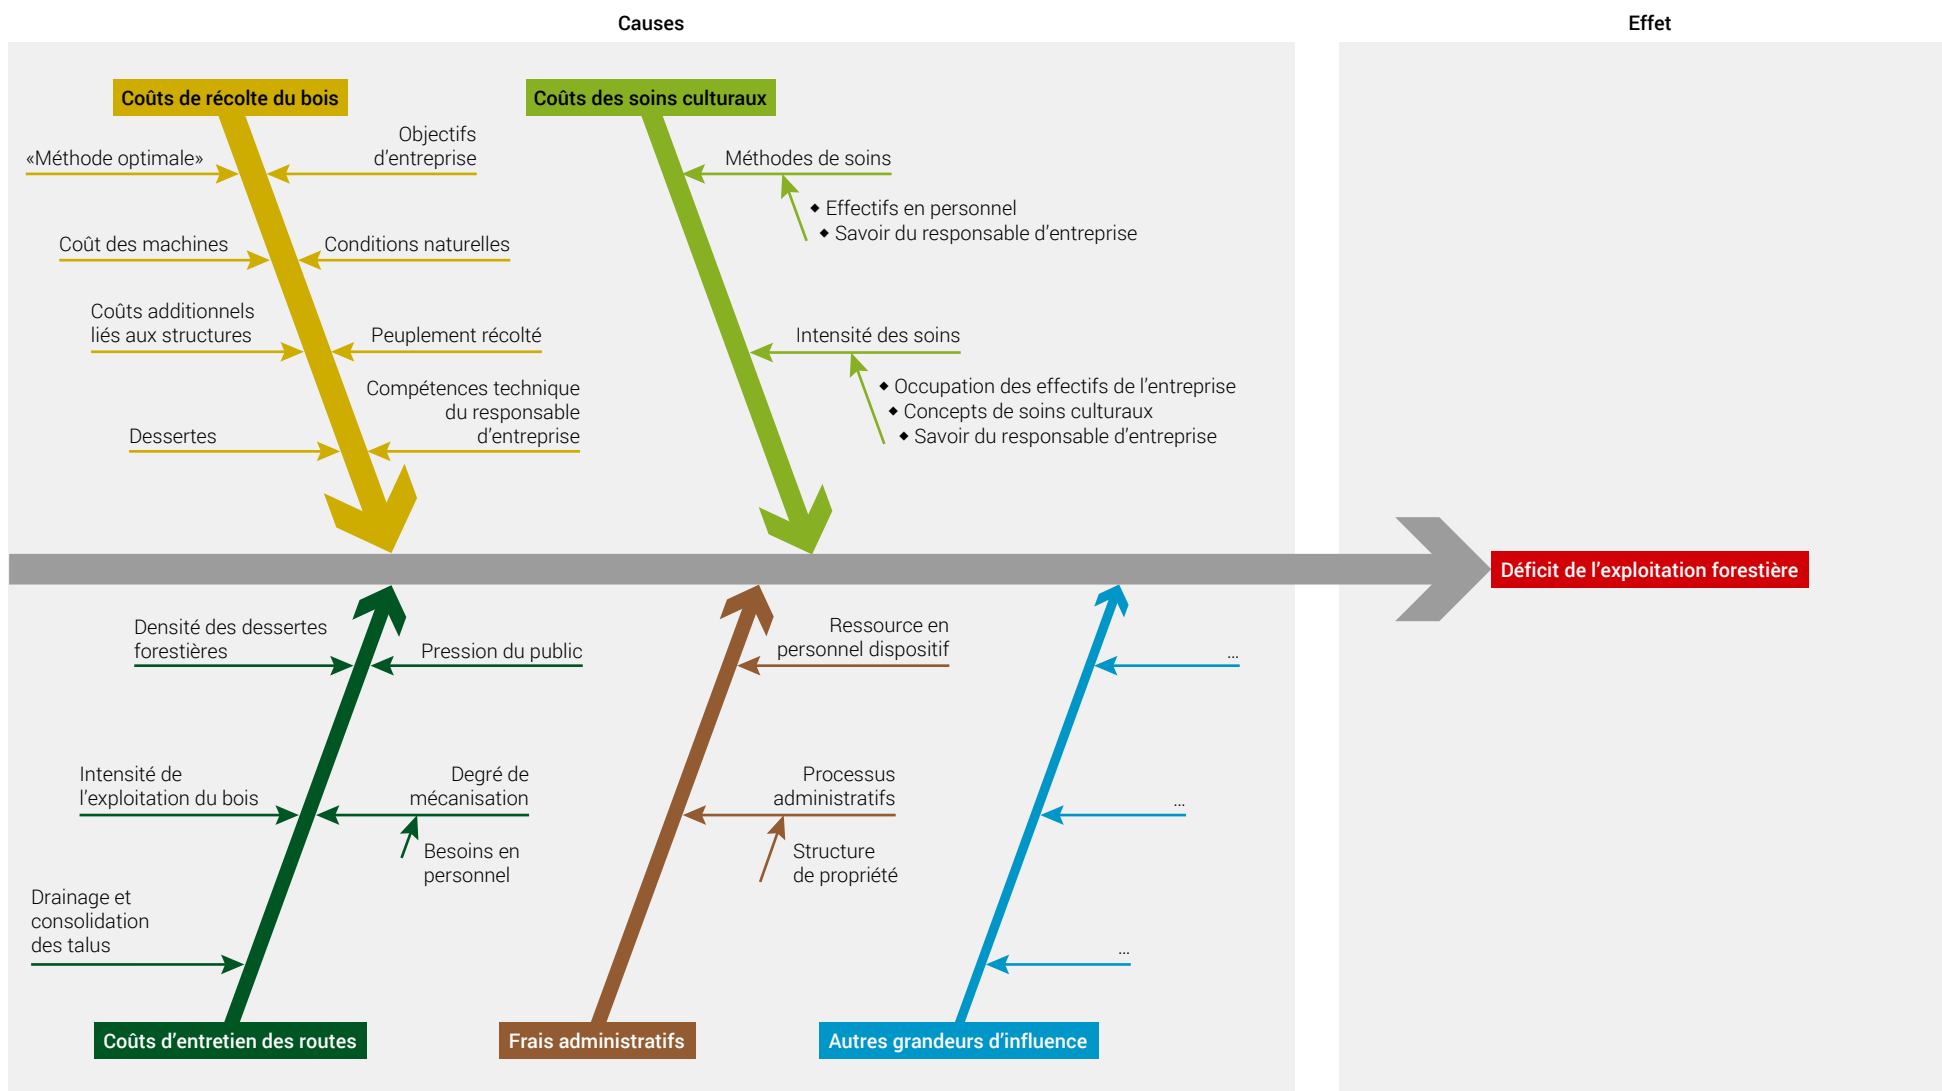 Causes
Effet
Coûts de récolte du bois
Coûts des soins culturaux
«Méthode optimale»
Objectifs
d'entreprise
Méthodes de soins
◆ Effectifs en personnel
◆ Savoir du responsable d'entreprise
Coût des machines
Conditions naturelles
Coûts additionnels
liés aux structures
Peuplement récolté
Intensité des soins
Compétences technique
du responsable
d'entreprise
◆ Occupation des effectifs de l'entreprise
◆ Concepts de soins culturaux
◆ Savoir du responsable d'entreprise
Dessertes
Déficit de l'exploitation forestière
Densité des dessertes
forestières
Pression du public
Ressource en
personnel dispositif
...
Intensité de
l'exploitation du bois
Degré de
mécanisation
Processus
administratifs
...
Besoins en
personnel
Structure
de propriété
Drainage et
consolidation
des talus
...
Coûts d'entretien des routes
Frais administratifs
Autres grandeurs d'influence